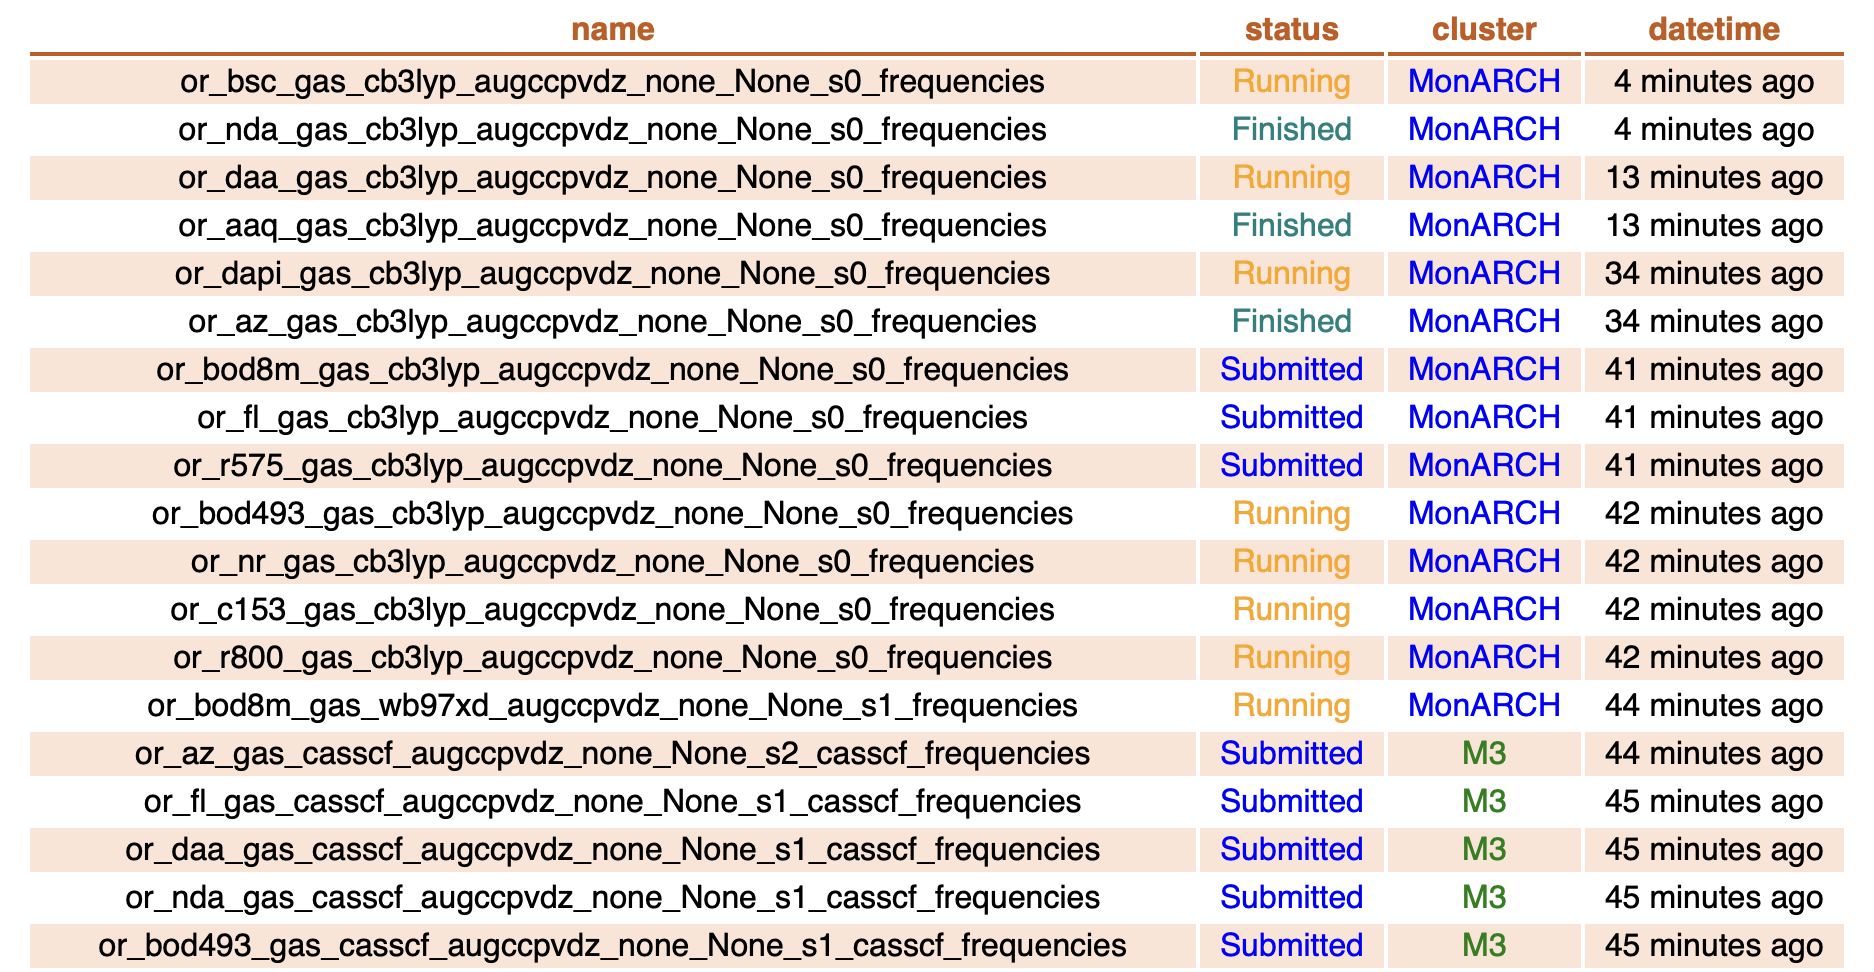 name status cluster datetime
or_bsc_gas_cb3lyp_augccpvdz_none_None_s0_frequencies Running MonARCH 4 minutes ago
or_nda_gas_cb3lyp_augccpvdz_none_None_s0_frequencies Finished MonARCH 4 minutes ago
or_daa_gas_cb3lyp_augccpvdz_none_None_s0_frequencies Running MonARCH 13 minutes ago
or_aaq_gas_cb3lyp_augccpvdz_none_None_s0_frequencies Finished MonARCH 13 minutes ago
or_dapi_gas_cb3lyp_augccpvdz_none_None_s0_frequencies Running MonARCH 34 minutes ago
or_az_gas_cb3lyp_augccpvdz_none_None_s0_frequencies Finished MonARCH 34 minutes ago
or_bod8m_gas_cb3lyp_augccpvdz_none_None_s0_frequencies Submitted MonARCH 41 minutes ago
or_fl_gas_cb3lyp_augccpvdz_none_None_s0_frequencies Submitted MonARCH 41 minutes ago
or_r575_gas_cb3lyp_augccpvdz_none_None_s0_frequencies Submitted MonARCH 41 minutes ago
or_bod493_gas_cb3lyp_augccpvdz_none_None_s0_frequencies Running MonARCH 42 minutes ago
or_nr_gas_cb3lyp_augccpvdz_none_None_s0_frequencies Running MonARCH 42 minutes ago
or_c153_gas_cb3lyp_augccpvdz_none_None_s0_frequencies Running MonARCH 42 minutes ago
or_r800_gas_cb3lyp_augccpvdz_none_None_s0_frequencies Running MonARCH 42 minutes ago
or_bod8m_gas_wb97xd_augccpvdz_none_None_s1_frequencies Running MonARCH 44 minutes ago
or_az_gas_casscf_augccpvdz_none_None_s2_casscf_frequencies Submitted M3 44 minutes ago
or_fl_gas_casscf_augccpvdz_none_None_s1_casscf_frequencies Submitted M3 45 minutes ago
or_daa_gas_casscf_augccpvdz_none_None_s1_casscf_frequencies Submitted M3 45 minutes ago
or_nda_gas_casscf_augccpvdz_none_None_s1_casscf_frequencies Submitted M3 45 minutes ago
or_bod493_gas_casscf_augccpvdz_none_None_s1_casscf_frequencies Submitted M3 45 minutes ago